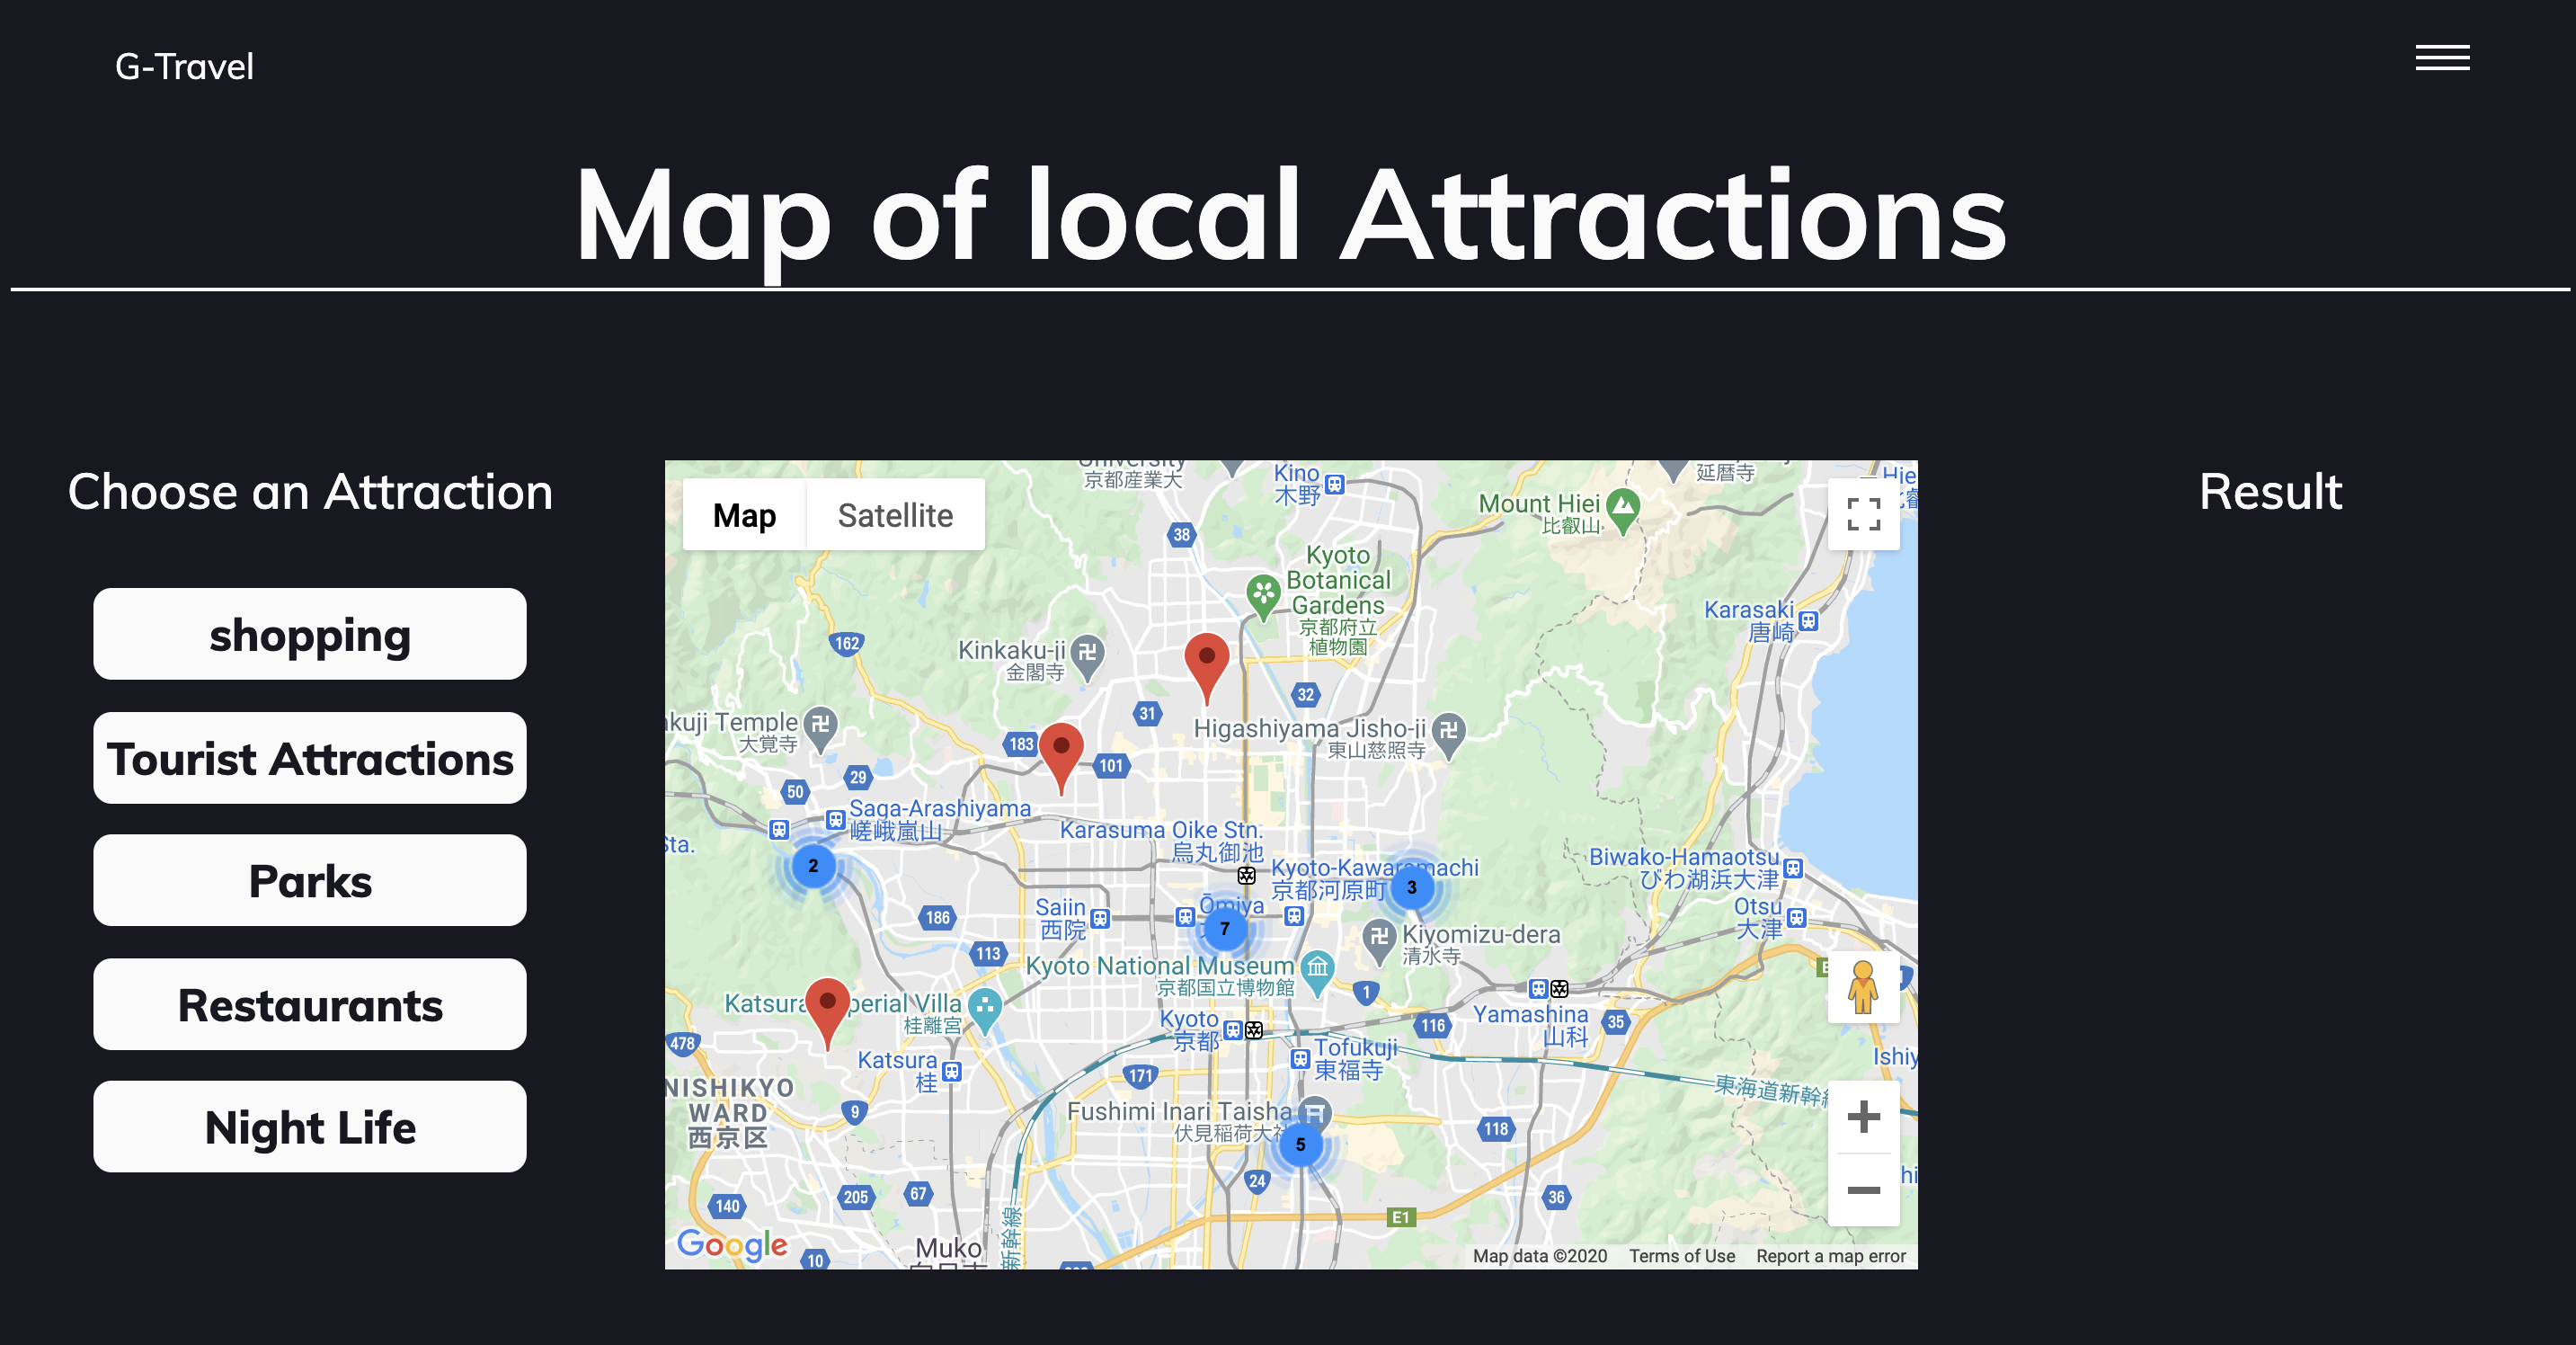 G-Travel
Map of local Attractions
Choose an Attraction
shopping
Tourist Attractions
Parks
Restaurants
Night Life
Result
Map
Satellite
University
京都産業大
Kino
木野
Mount Hiei
比叡山
延暦寺
38
Kyoto
Botanical
Gardens
京都府立
植物園
Karasaki
唐崎
162
Kinkaku-ji
金閣寺
32
31
Higashiyama Jisho-ji
東山慈照寺
kuji Temple
大覚寺
183
101
29
50
Saga-Arashiyama
嵯峨嵐山
Sta.
2
Karasuma Oike Stn.
烏丸御池
Kyoto-Kawaramachi
京都河原町
3
Biwako-Hamaotsu
びわ湖浜大津
Otsu
大津
186
Saiin
西院
Ōmiya
7
113
Kiyomizu-dera
清水寺
Kyoto National Museum
京都国立博物館
1
Katsura Imperial Villa
桂離宮
Kyoto
京都
116
Yamashina
山科
35
478
Katsura
桂
171
Tofukuji
東福寺
Ishiy
東海道新幹線
NISHIKYO
WARD
西京区
9
Fushimi Inari Taisha
伏見稲荷大社
5
118
24
140
205
67
36
新幹線
E1
Muko
10
Google
Map data ©2020
Terms of Use
Report a map error